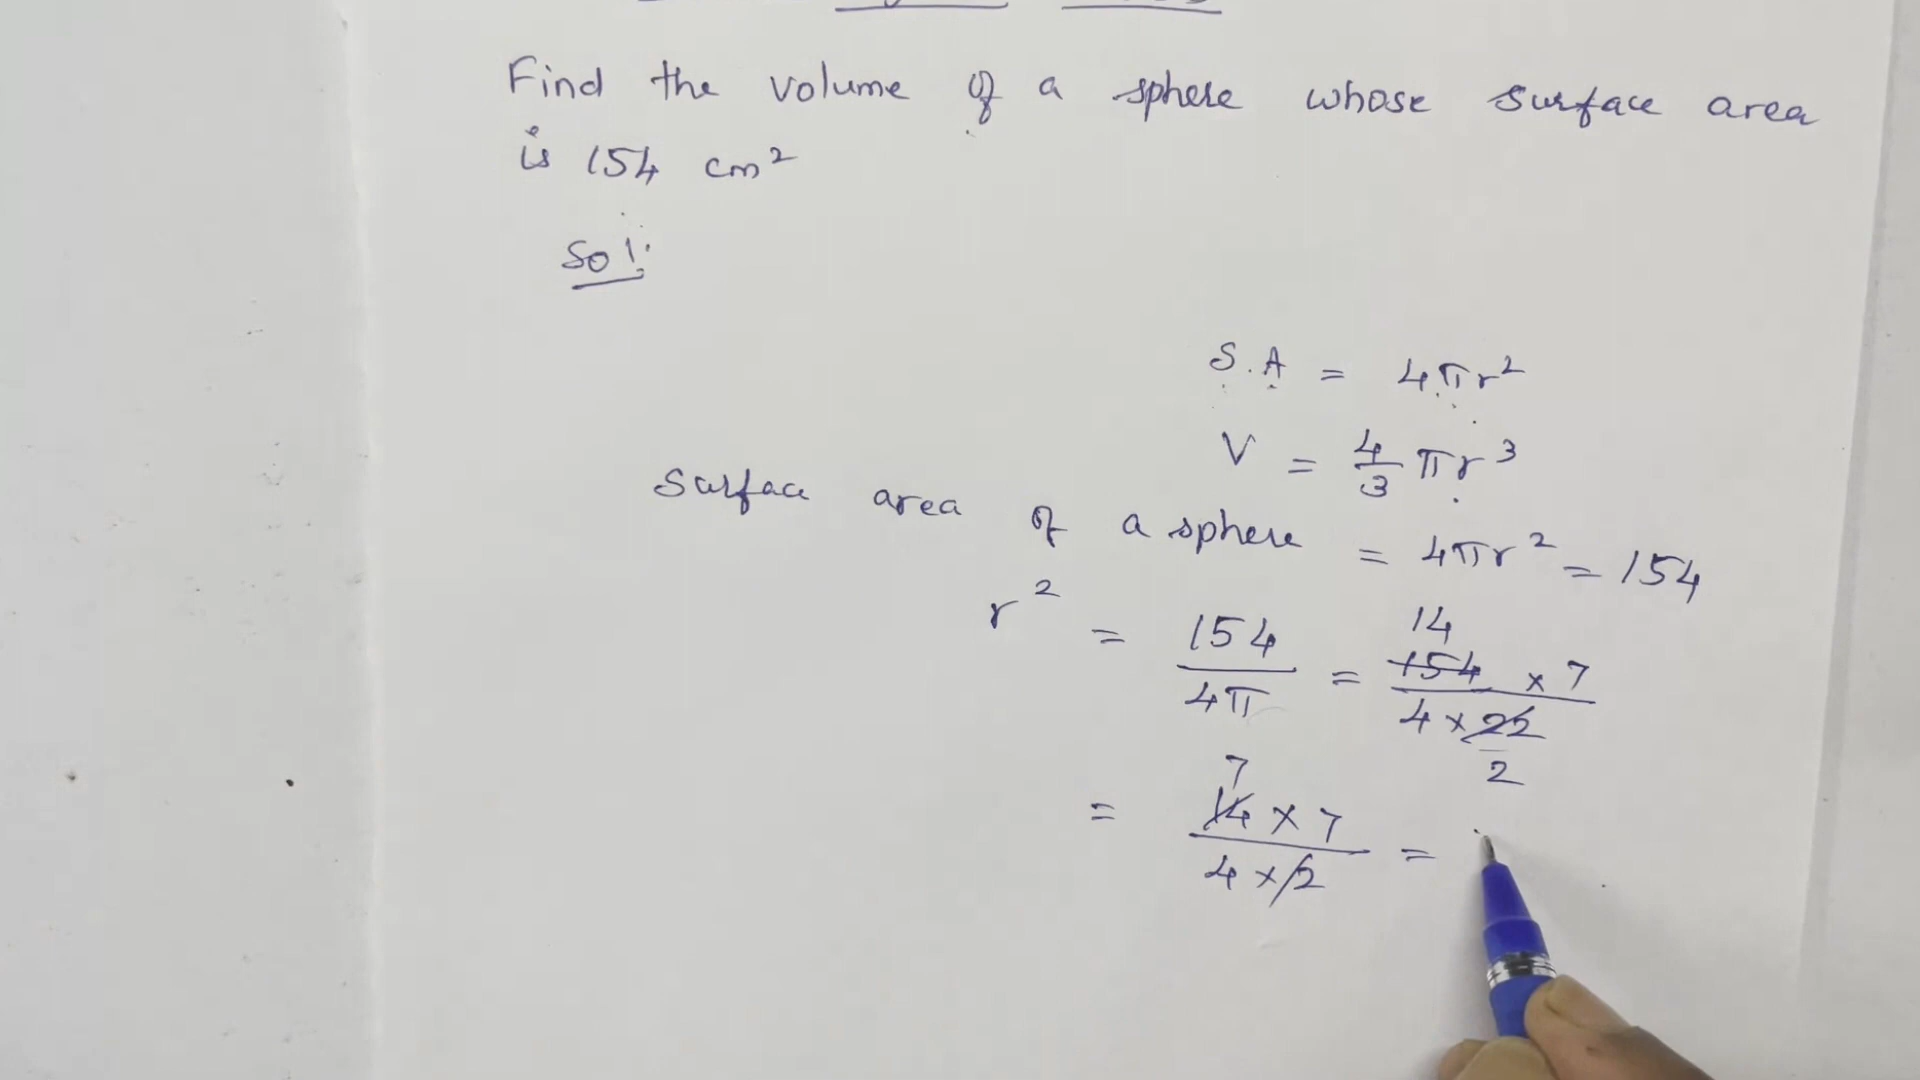 Find the volume of a sphere whose surface area
is 154 cm²
Sol:
S.A = 4πr²
V = 4/3 πr³
Surface area of a sphere = 4πr² = 154
r² = 154/4π = 14 154 × 7 / 4 × 22 2
= 7 14 × 7 / 4 × 2 =